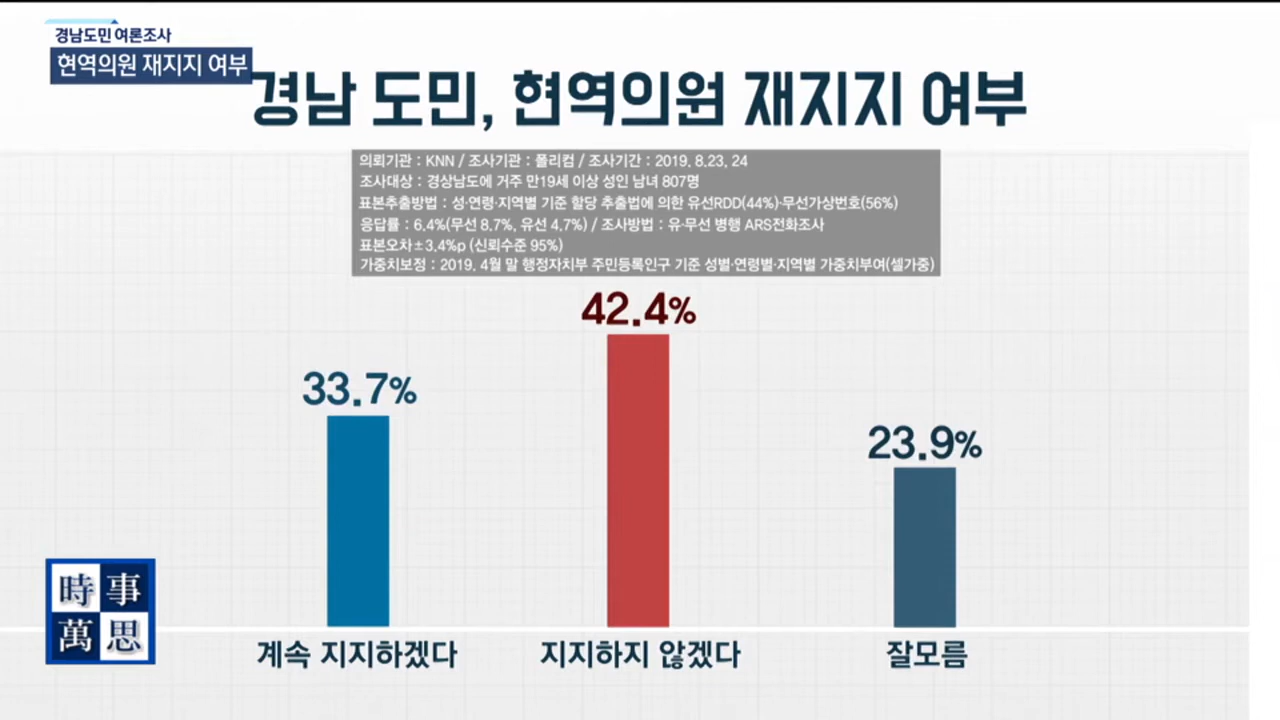 경남도민 여론조사
현역의원 재지지 여부
경남 도민, 현역의원 재지지 여부
의뢰기관 : KNN / 조사기관 : 폴리컴 / 조사기간 : 2019. 8.23, 24
조사대상 : 경상남도에 거주 만19세 이상 성인 남녀 807명
표본추출방법 : 성·연령·지역별 기준 할당 추출법에 의한 유선RDD(44%)·무선가상번호(56%)
응답률 : 6.4%(무선 8.7%, 유선 4.7%) / 조사방법 : 유·무선 병행 ARS전화조사
표본오차±3.4%p (신뢰수준 95%)
가중치보정 : 2019. 4월 말 행정자치부 주민등록인구 기준 성별·연령별·지역별 가중치부여(셀가중)
42.4%
33.7%
23.9%
時事
萬思
계속 지지하겠다 지지하지 않겠다 잘모름